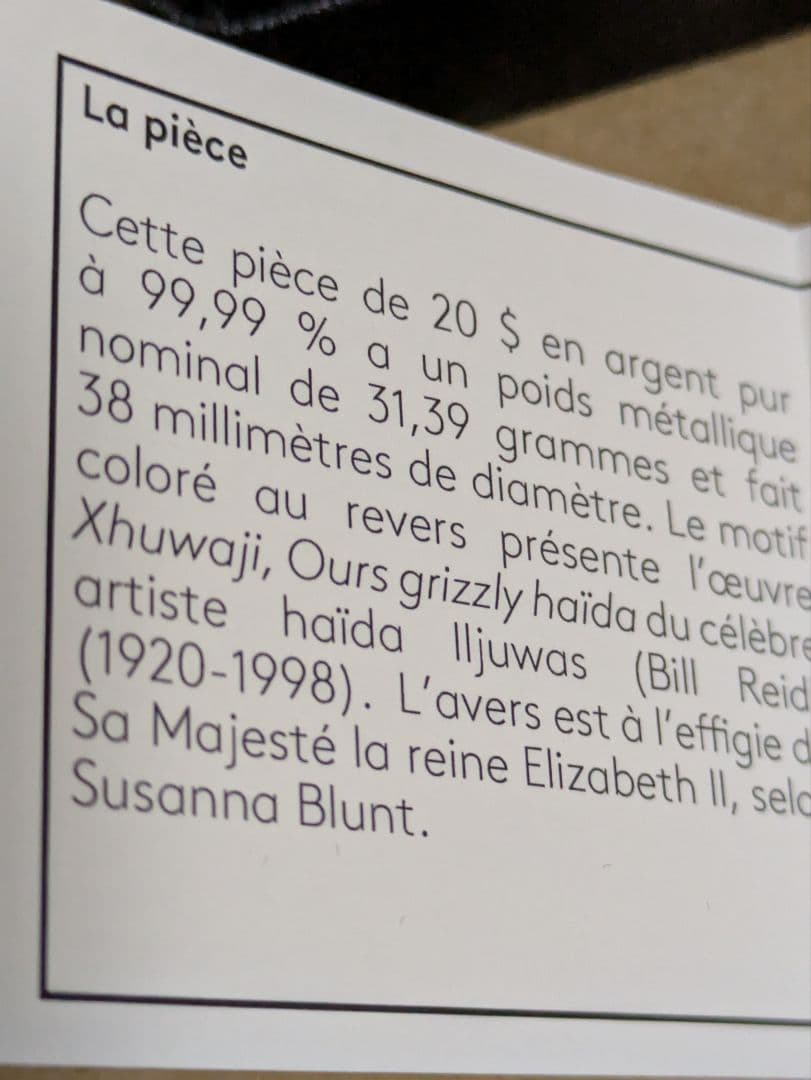 La pièce
Cette pièce de 20 $ en argent pur
à 99,99 % a un poids métallique
nominal de 31,39 grammes et fait
38 millimètres de diamètre. Le motif
coloré au revers présente l'œuvre
Xhuwaji, Ours grizzly haïda du célèbre
artiste haïda Iljuwas (Bill Reid
(1920-1998). L'avers est à l'effigie d
Sa Majesté la reine Elizabeth II, selo
Susanna Blunt.